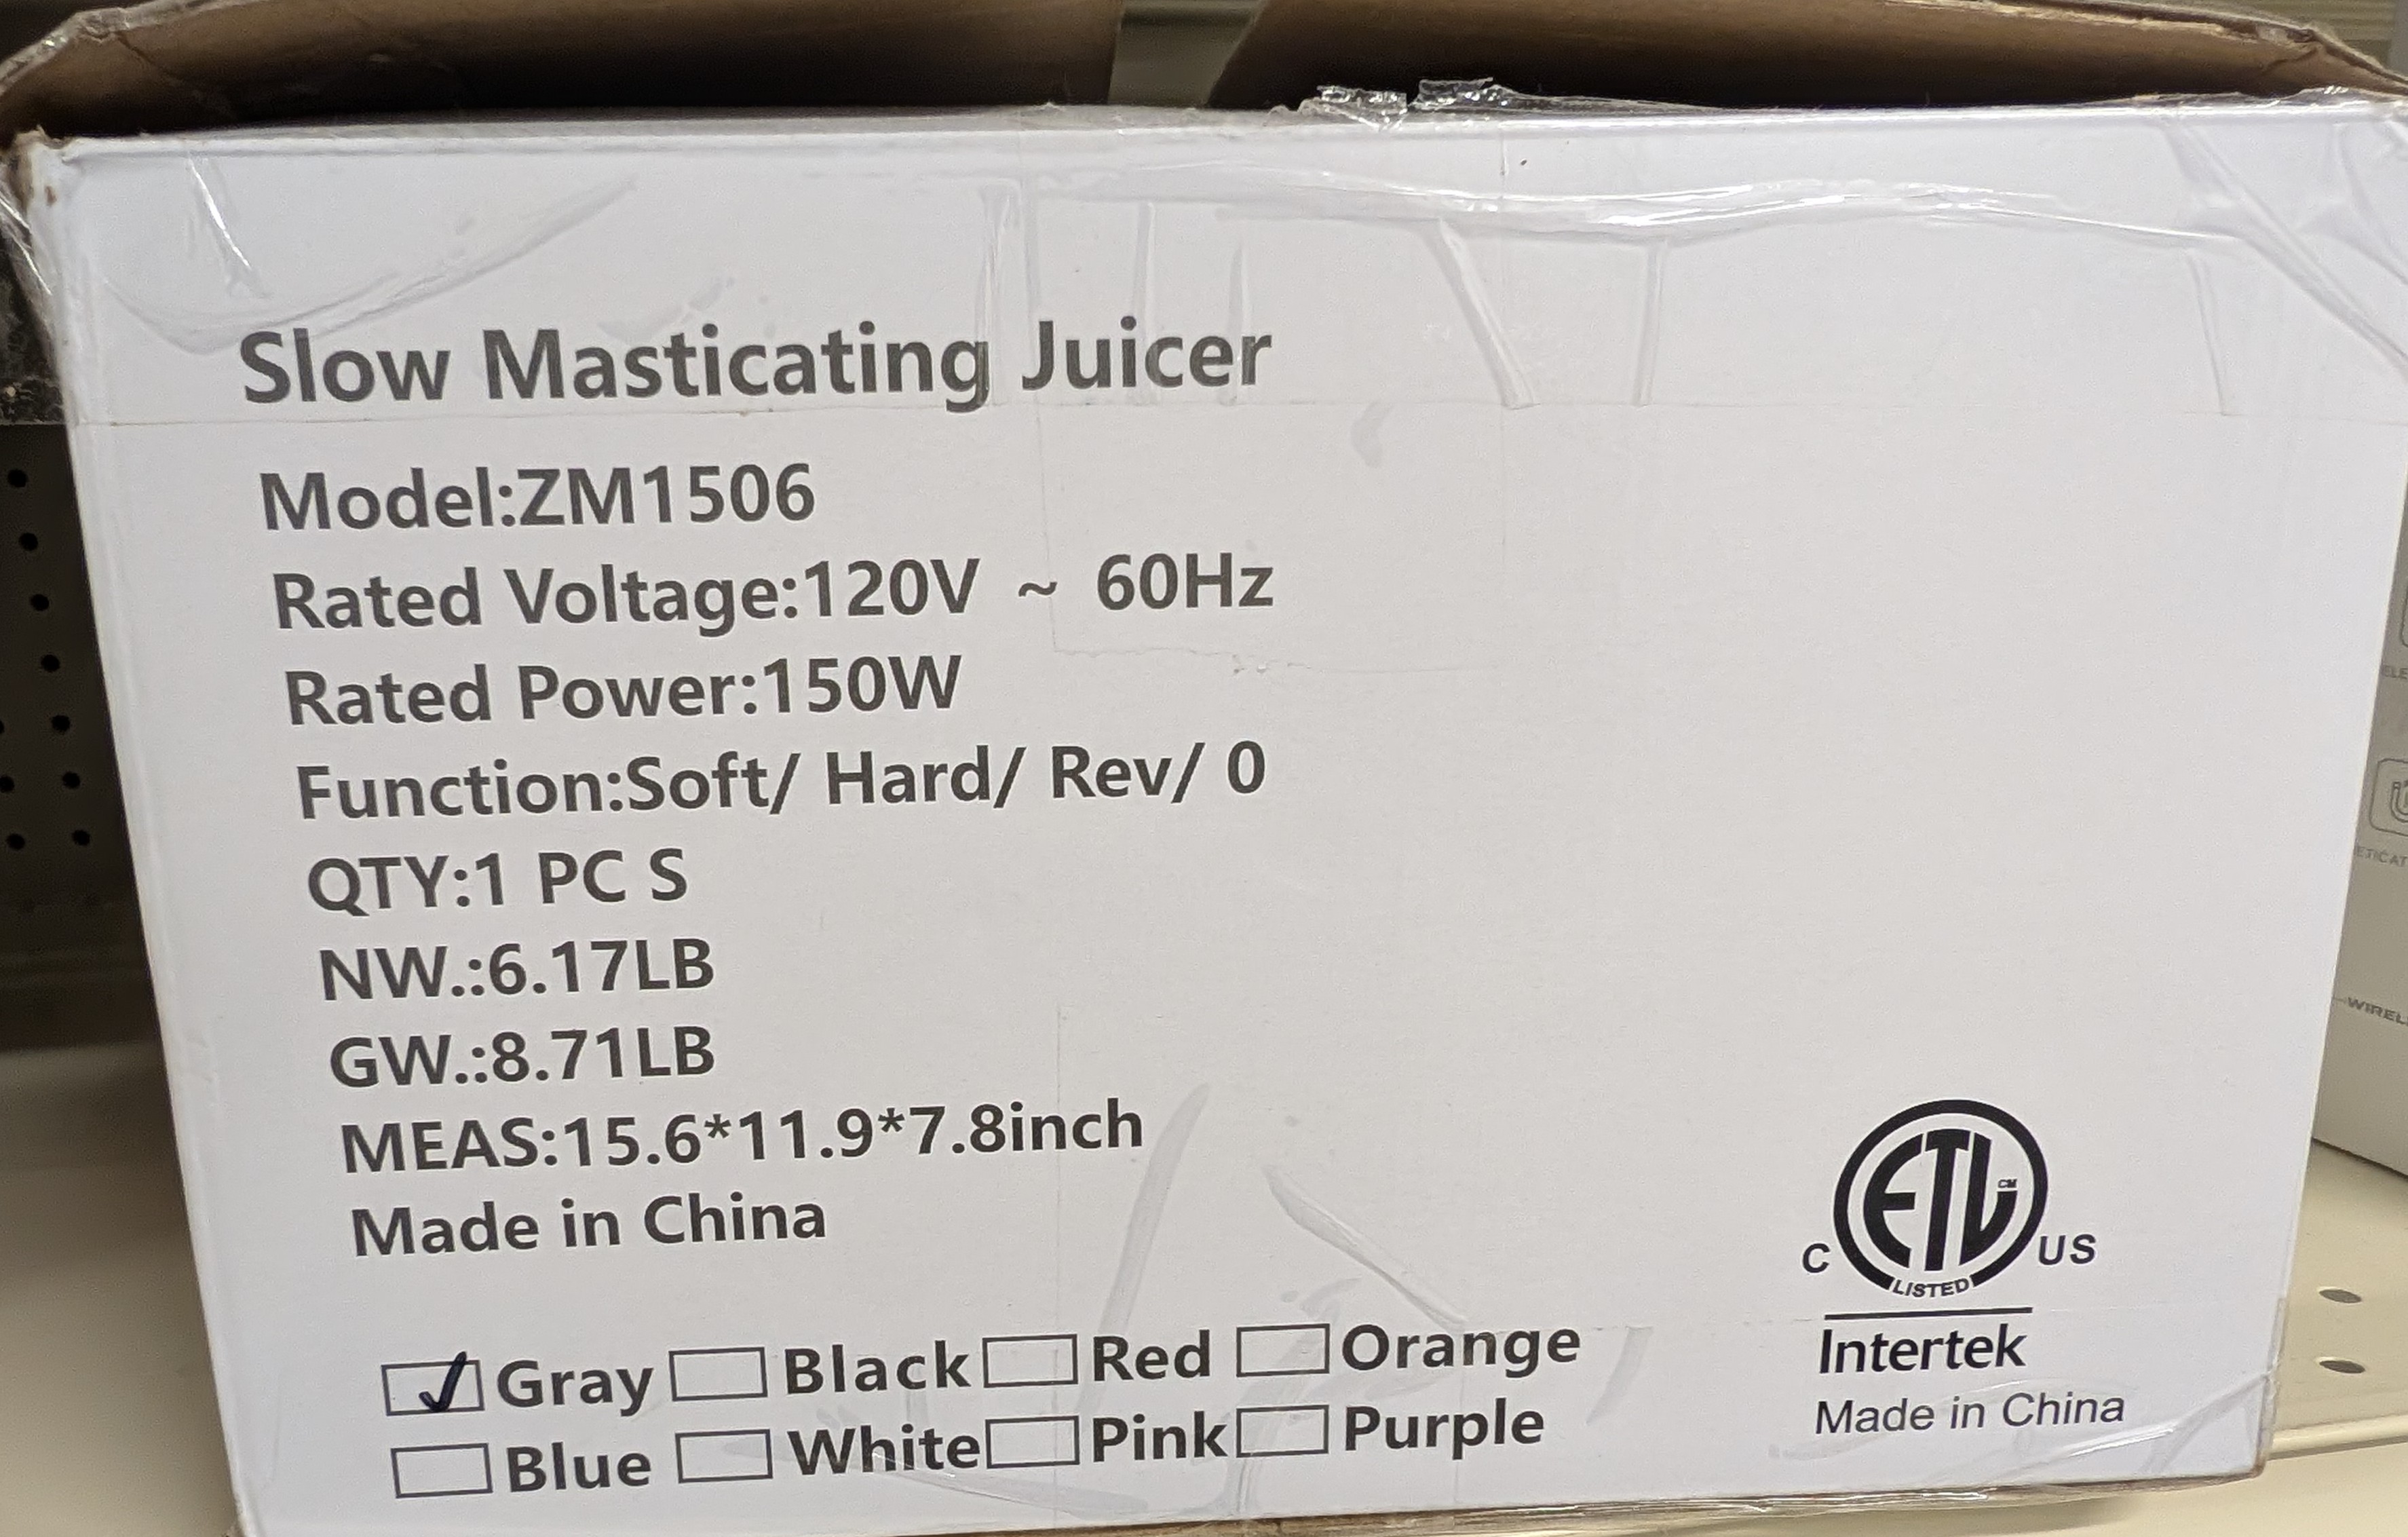 Slow Masticating Juicer
Model:ZM1506
Rated Voltage:120V ~ 60Hz
Rated Power:150W
Function:Soft/ Hard/ Rev/ 0
QTY:1 PC S
NW.:6.17LB
GW.:8.71LB
MEAS:15.6*11.9*7.8inch
Made in China
Gray Black Red Orange
Blue White Pink Purple
ETL CM
C US
LISTED
Intertek
Made in China